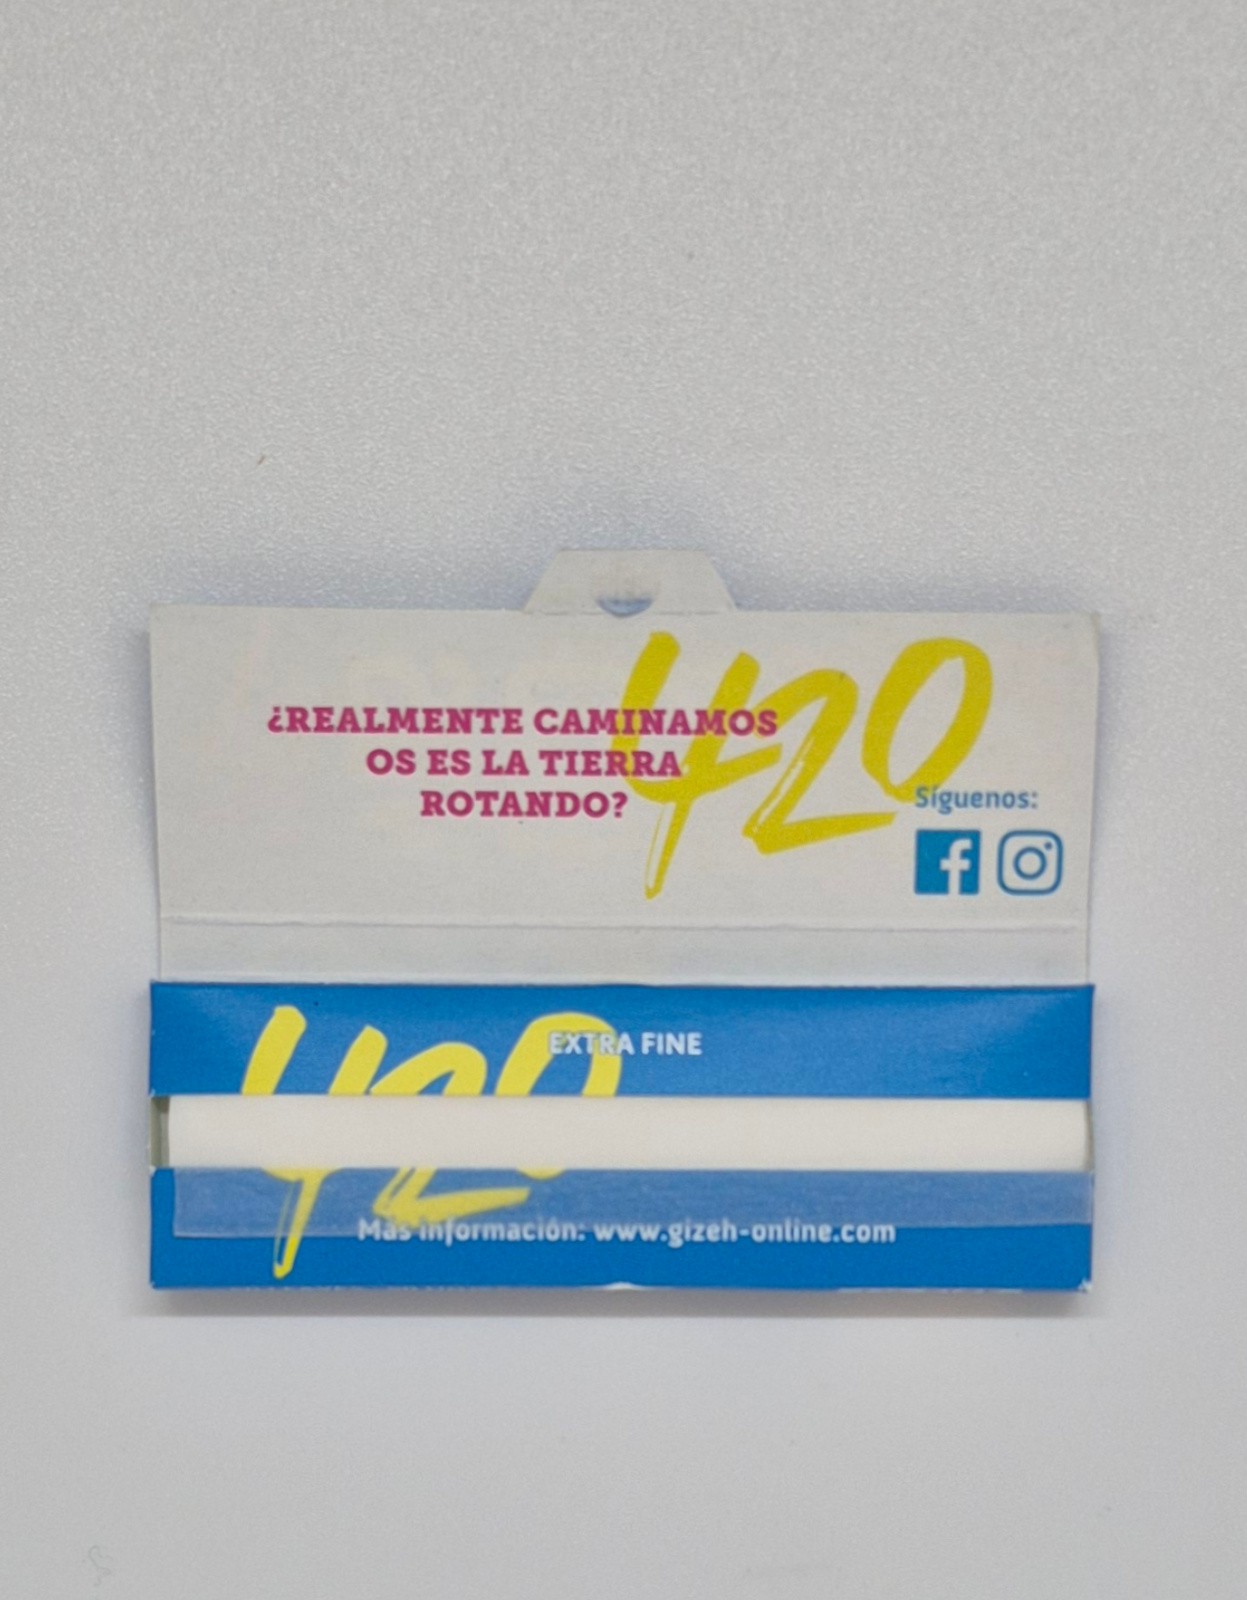 420
¿REALMENTE CAMINAMOS
OS ES LA TIERRA
ROTANDO?
Síguenos:
420
EXTRA FINE
Más información: www.gizeh-online.com